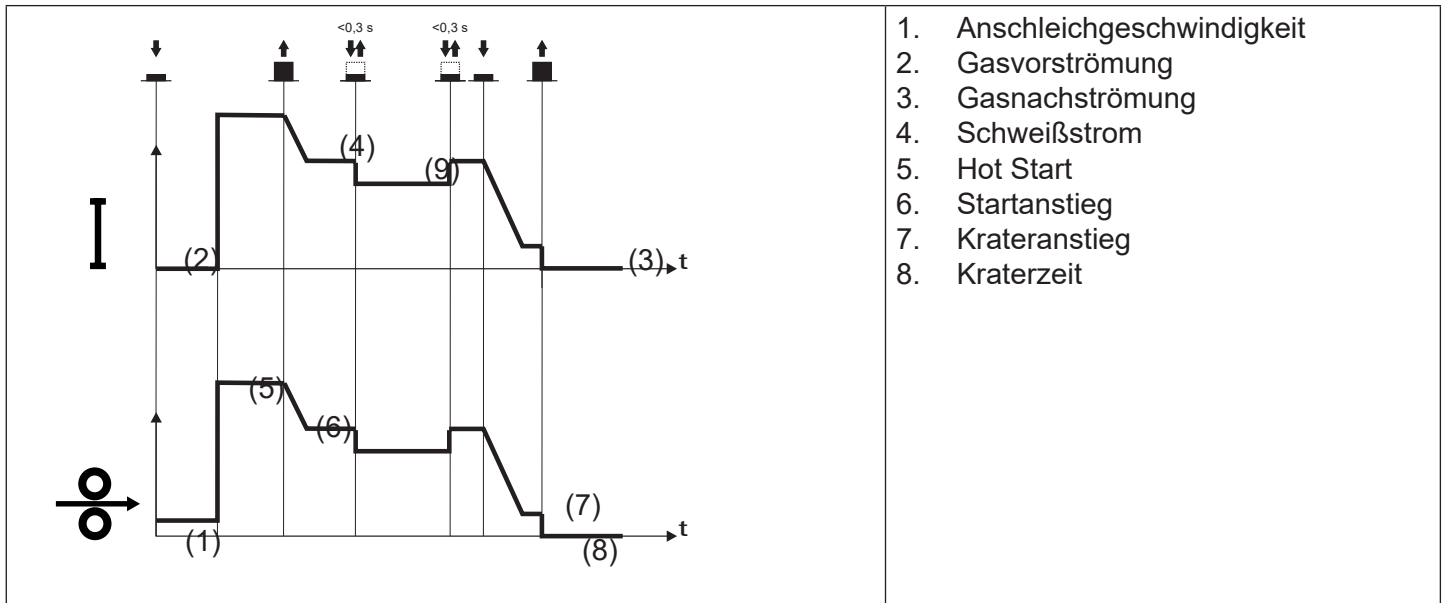 <0,3 s <0,3 s
(4)
(9)
(2) (3) t
(5)
(6)
(7)
(1) t
(8)
I
1. Anschleichgeschwindigkeit
2. Gasvorströmung
3. Gasnachströmung
4. Schweißstrom
5. Hot Start
6. Startanstieg
7. Krateranstieg
8. Kraterzeit